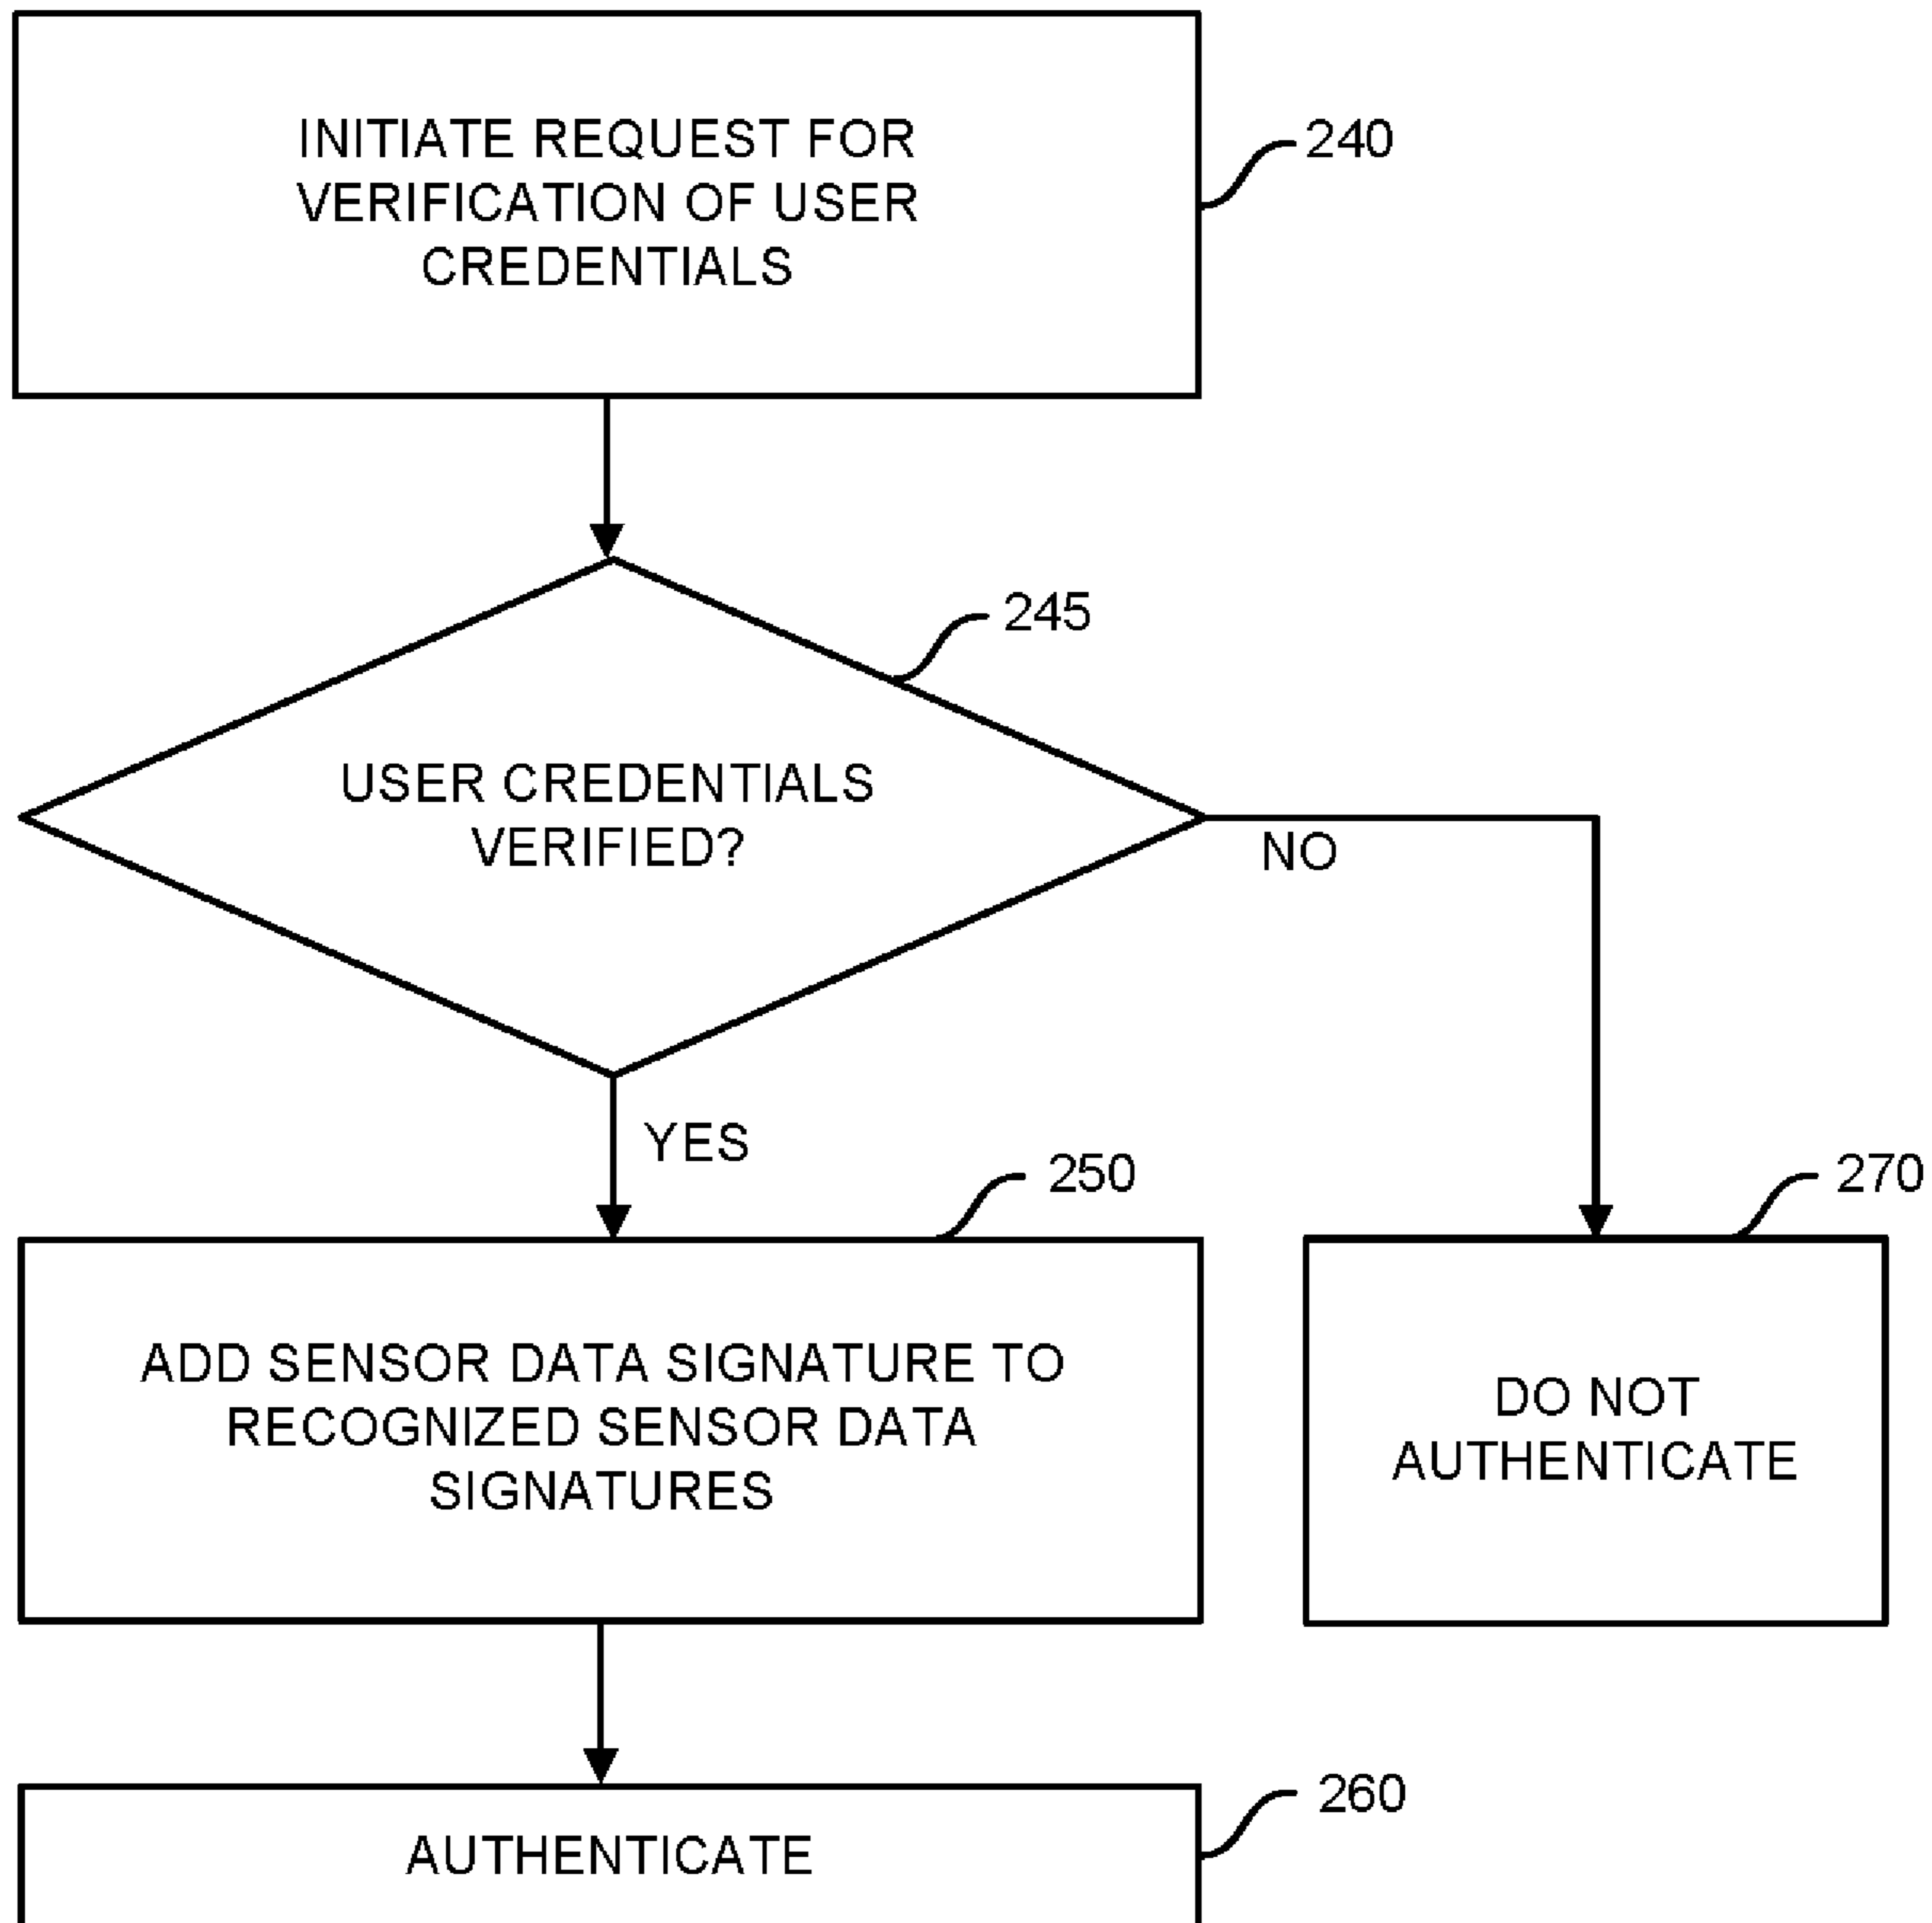 INITIATE REQUEST FOR
VERIFICATION OF USER
CREDENTIALS
240
245
USER CREDENTIALS
VERIFIED?
NO
YES
250
270
ADD SENSOR DATA SIGNATURE TO
RECOGNIZED SENSOR DATA
SIGNATURES
DO NOT
AUTHENTICATE
260
AUTHENTICATE